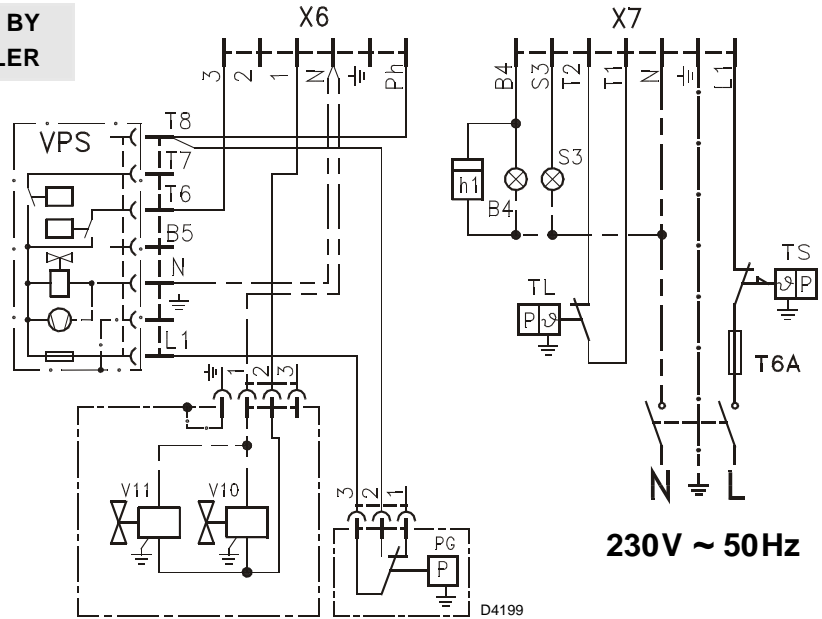 BY
LER
X6
X7
3
2
1
N
Ph
B4
S3
T2
T1
N
L1
VPS
T8
T7
T6
B5
N
L1
h1
B4
S3
TL
P ϑ
TS
ϑ P
T6A
1
2
3
V11
V10
3
2
1
PG
P
N
L
230V ~ 50Hz
D4199